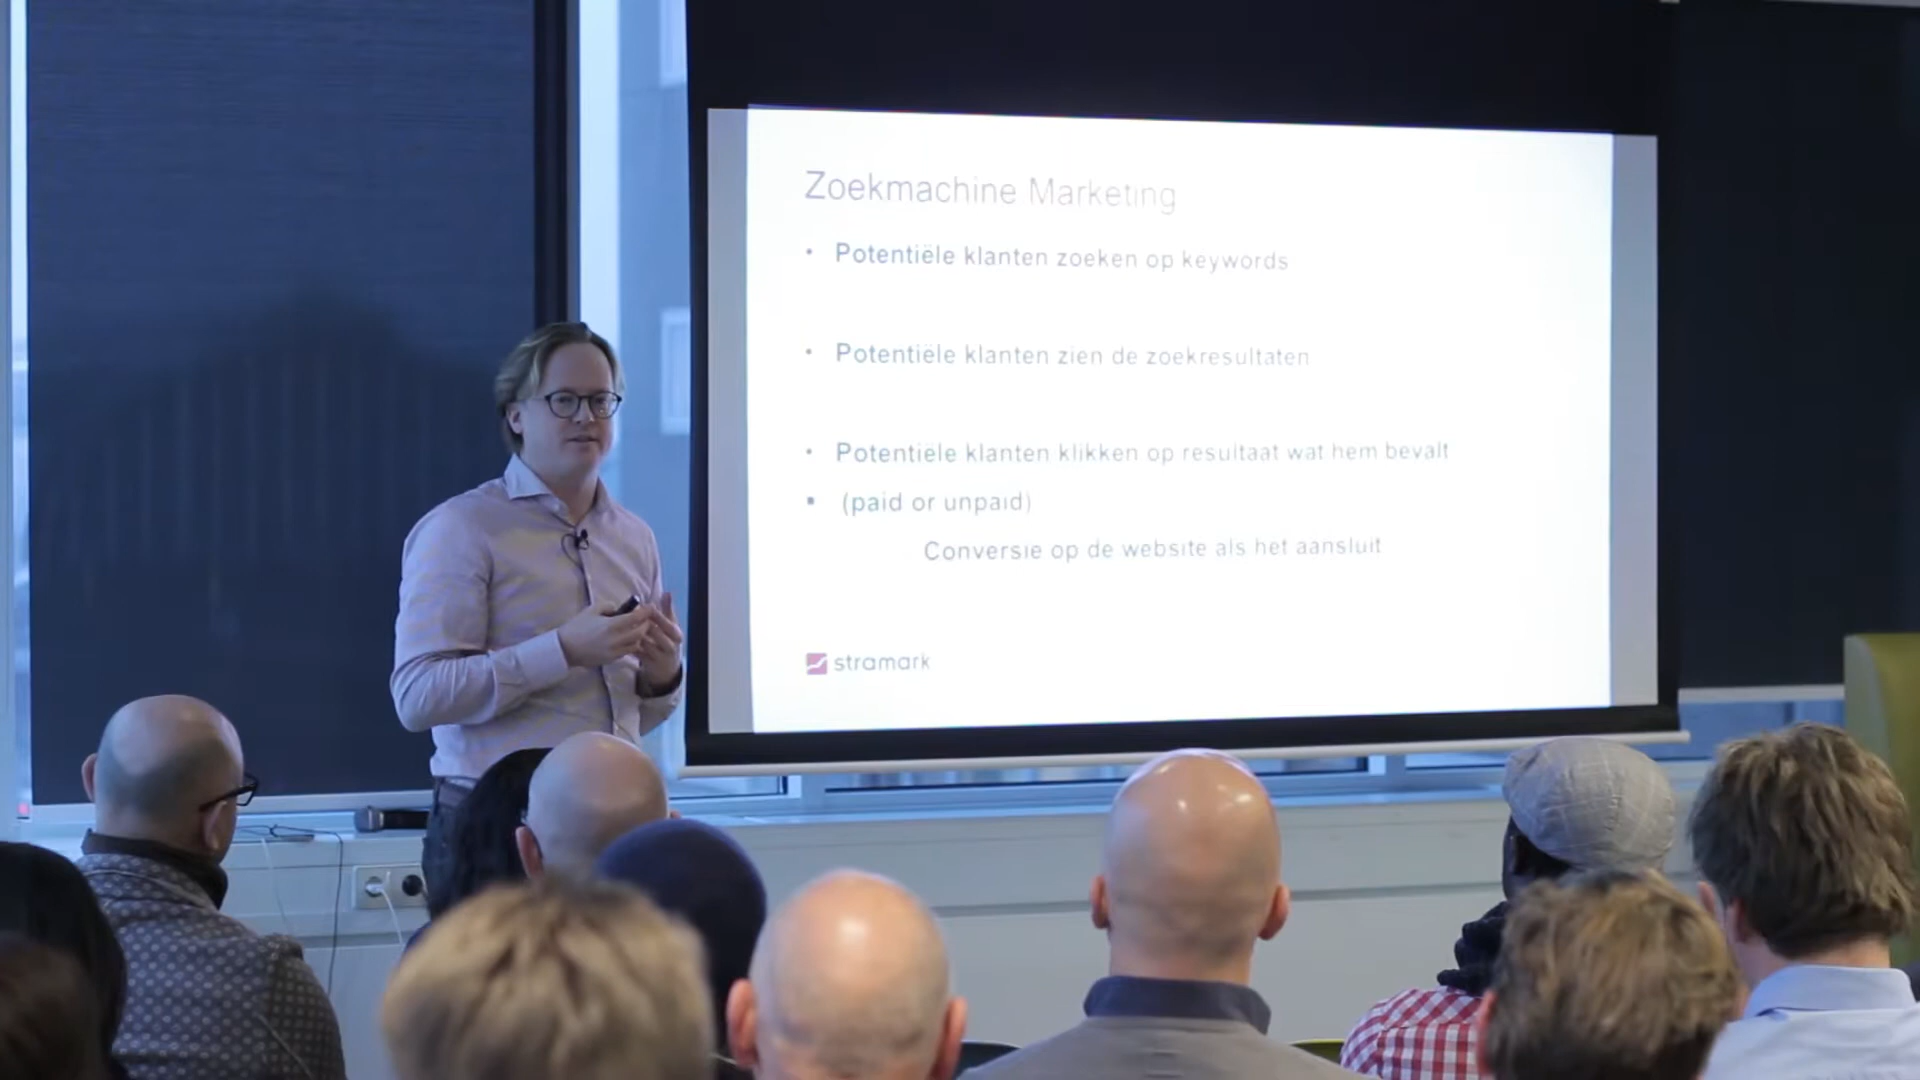 Zoekmachine Marketing
• Potentiële klanten zoeken op keywords
• Potentiële klanten zien de zoekresultaten
• Potentiële klanten klikken op resultaat wat hem bevalt
• (paid or unpaid)
Conversie op de website als het aansluit
stramark